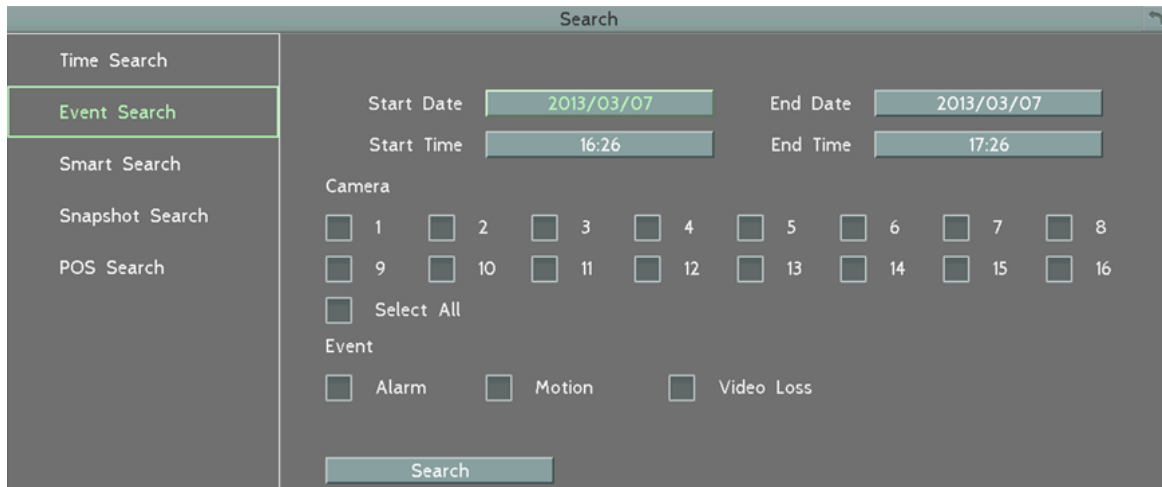 Search
Time Search
Event Search
Smart Search
Snapshot Search
POS Search
Start Date 2013/03/07 End Date 2013/03/07
Start Time 16:26 End Time 17:26
Camera
1 2 3 4 5 6 7 8
9 10 11 12 13 14 15 16
Select All
Event
Alarm Motion Video Loss
Search